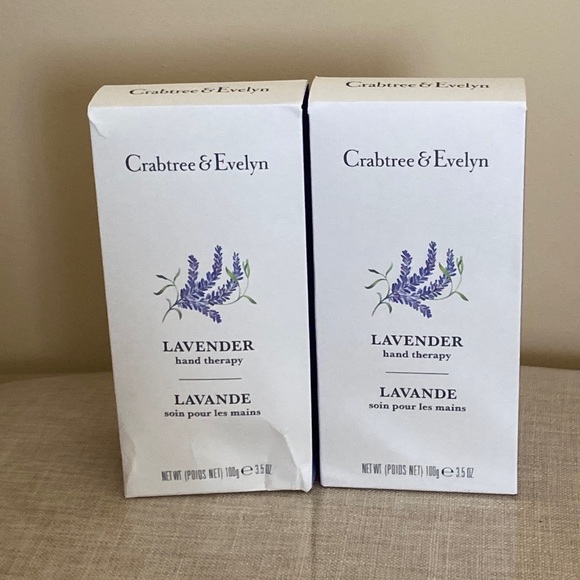 Crabtree & Evelyn
Crabtree & Evelyn
LAVENDER
hand therapy
LAVANDE
soin pour les mains
NET WT (POIDS NET) 100g ℮ 3.5 OZ
Crabtree & Evelyn
Crabtree & Evelyn
LAVENDER
hand therapy
LAVANDE
soin pour les mains
NET WT (POIDS NET) 100g ℮ 3.5 OZ